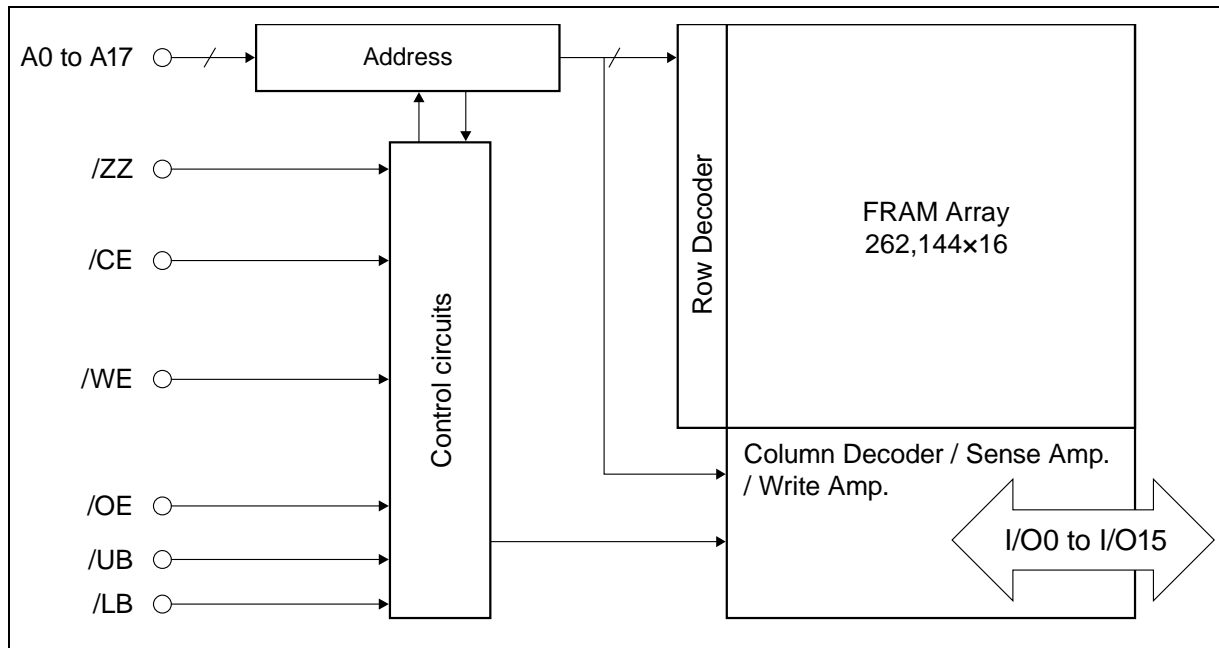 A0 to A17
Address
/ZZ
/CE
/WE
/OE
/UB
/LB
Control circuits
Row Decoder
FRAM Array
262,144×16
Column Decoder / Sense Amp.
/ Write Amp.
I/O0 to I/O15